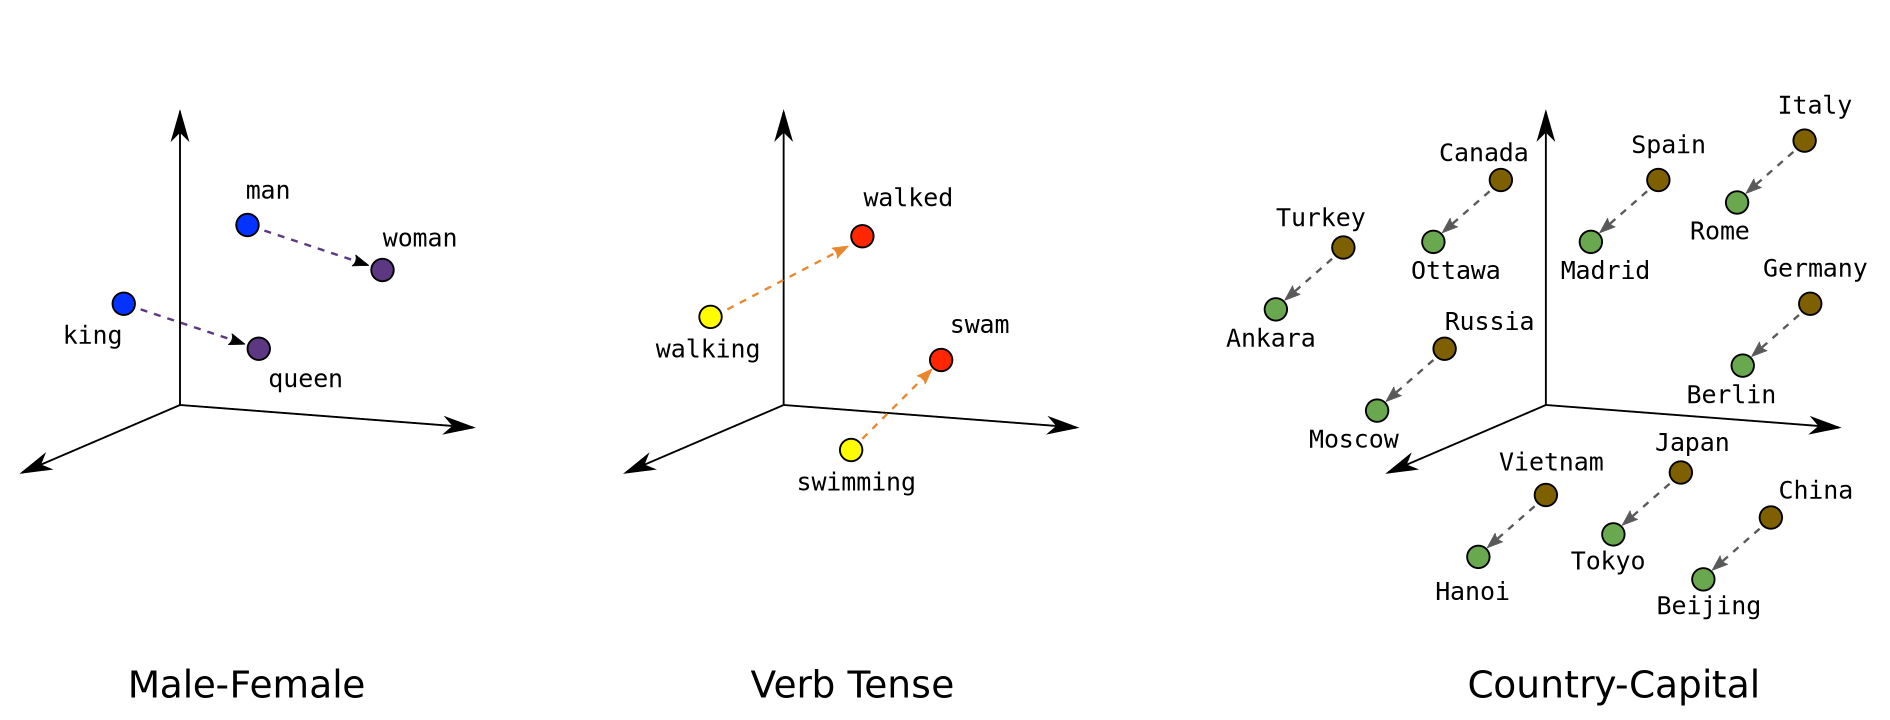 man
woman
king
queen
Male-Female
walked
walking
swam
swimming
Verb Tense
Italy
Canada
Spain
Turkey
Rome
Ottawa
Madrid
Germany
Ankara
Russia
Berlin
Moscow
Japan
Vietnam
China
Tokyo
Hanoi
Beijing
Country-Capital